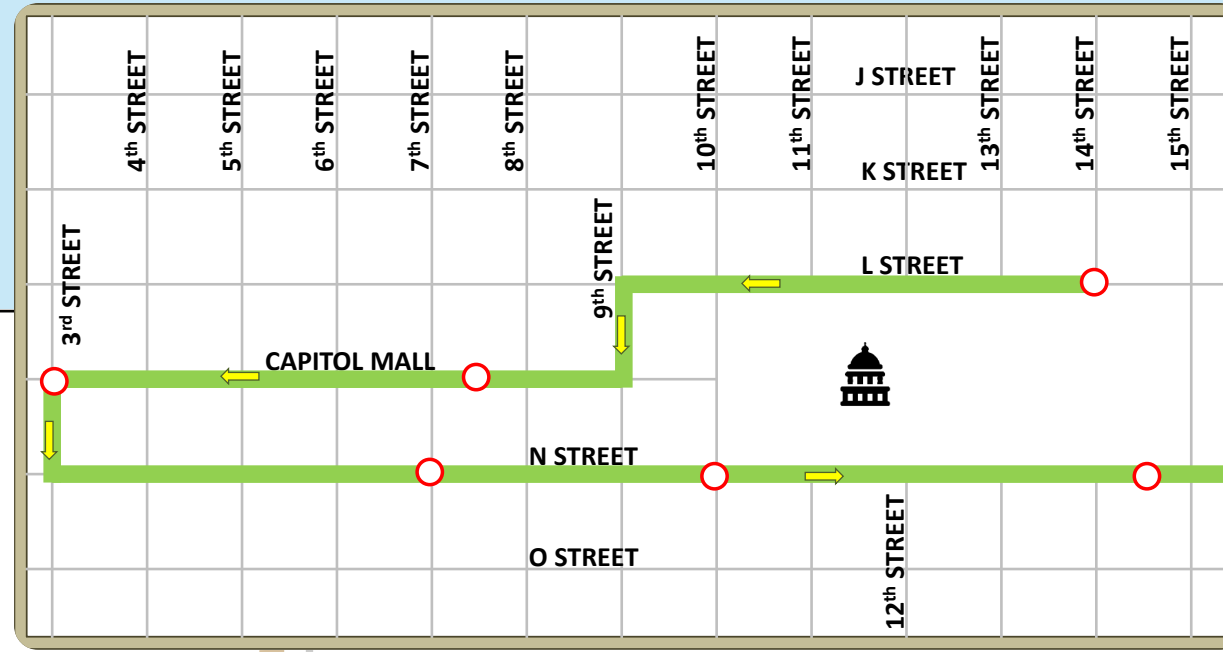 4th STREET
5th STREET
6th STREET
7th STREET
8th STREET
10th STREET
11th STREET
J STREET
13th STREET
14th STREET
15th STREET
K STREET
3rd STREET
9th STREET
L STREET
CAPITOL MALL
N STREET
O STREET
12th STREET